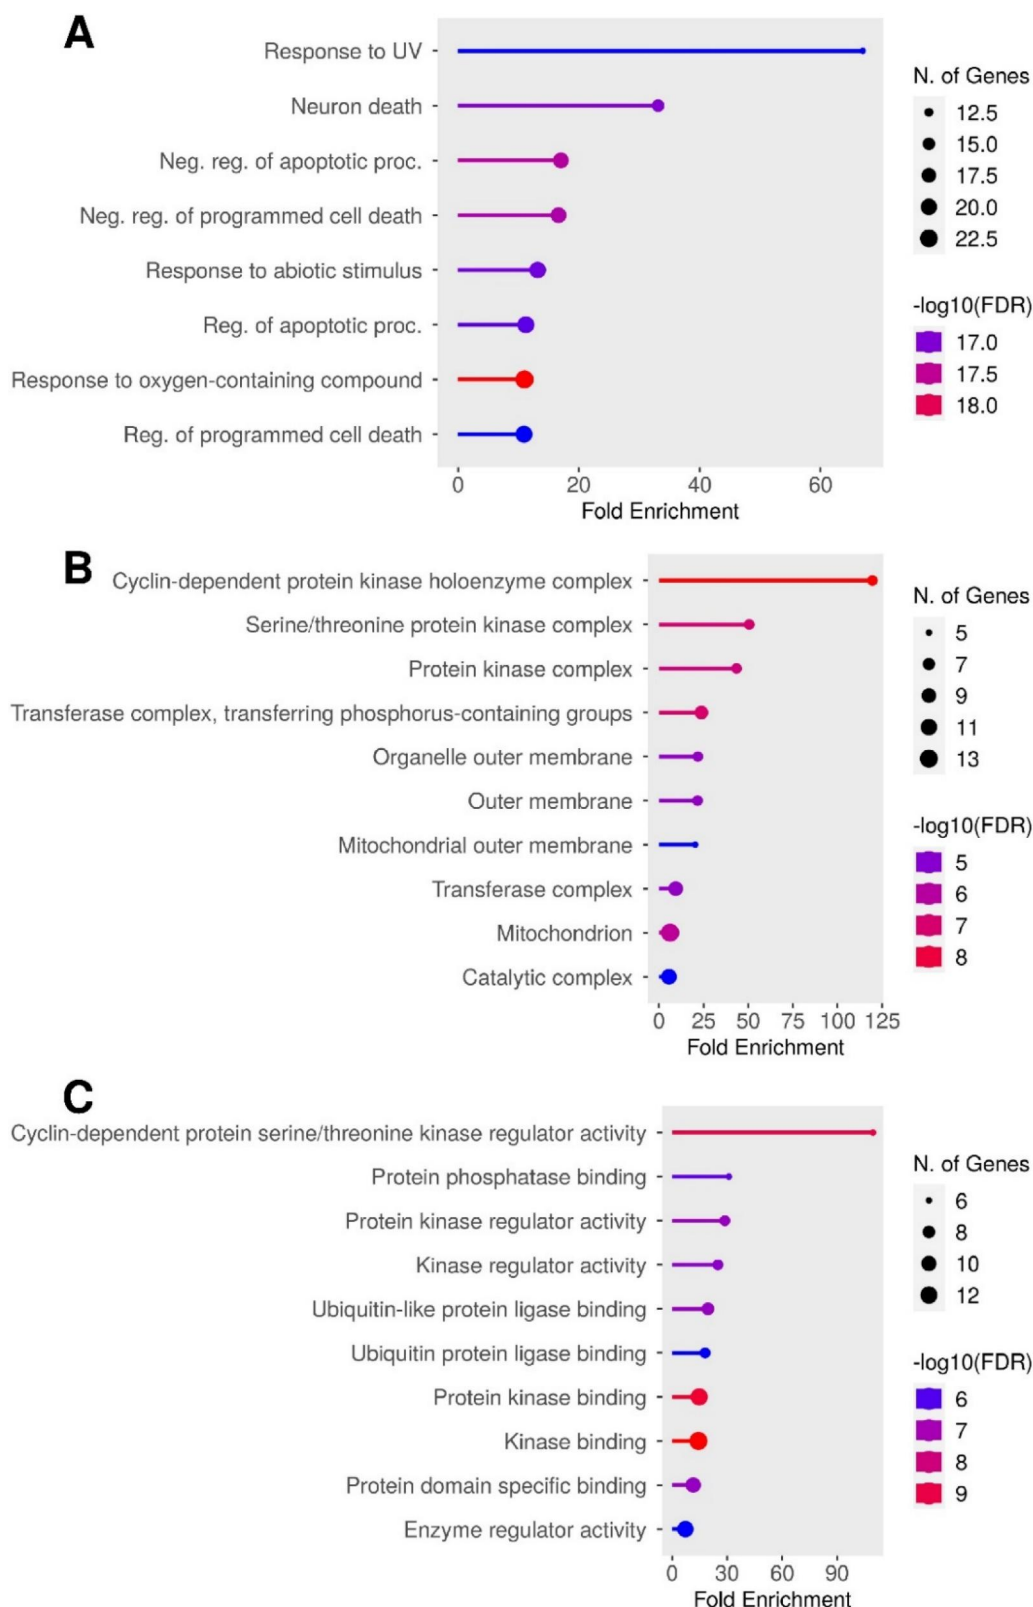 A
Response to UV
Neuron death
Neg. reg. of apoptotic proc.
Neg. reg. of programmed cell death
Response to abiotic stimulus
Reg. of apoptotic proc.
Response to oxygen-containing compound
Reg. of programmed cell death
0 20 40 60
Fold Enrichment
N. of Genes
12.5
15.0
17.5
20.0
22.5
-log10(FDR)
17.0
17.5
18.0
B
Cyclin-dependent protein kinase holoenzyme complex
Serine/threonine protein kinase complex
Protein kinase complex
Transferase complex, transferring phosphorus-containing groups
Organelle outer membrane
Outer membrane
Mitochondrial outer membrane
Transferase complex
Mitochondrion
Catalytic complex
0 25 50 75 100 125
Fold Enrichment
N. of Genes
5
7
9
11
13
-log10(FDR)
5
6
7
8
C
Cyclin-dependent protein serine/threonine kinase regulator activity
Protein phosphatase binding
Protein kinase regulator activity
Kinase regulator activity
Ubiquitin-like protein ligase binding
Ubiquitin protein ligase binding
Protein kinase binding
Kinase binding
Protein domain specific binding
Enzyme regulator activity
0 30 60 90
Fold Enrichment
N. of Genes
6
8
10
12
-log10(FDR)
6
7
8
9